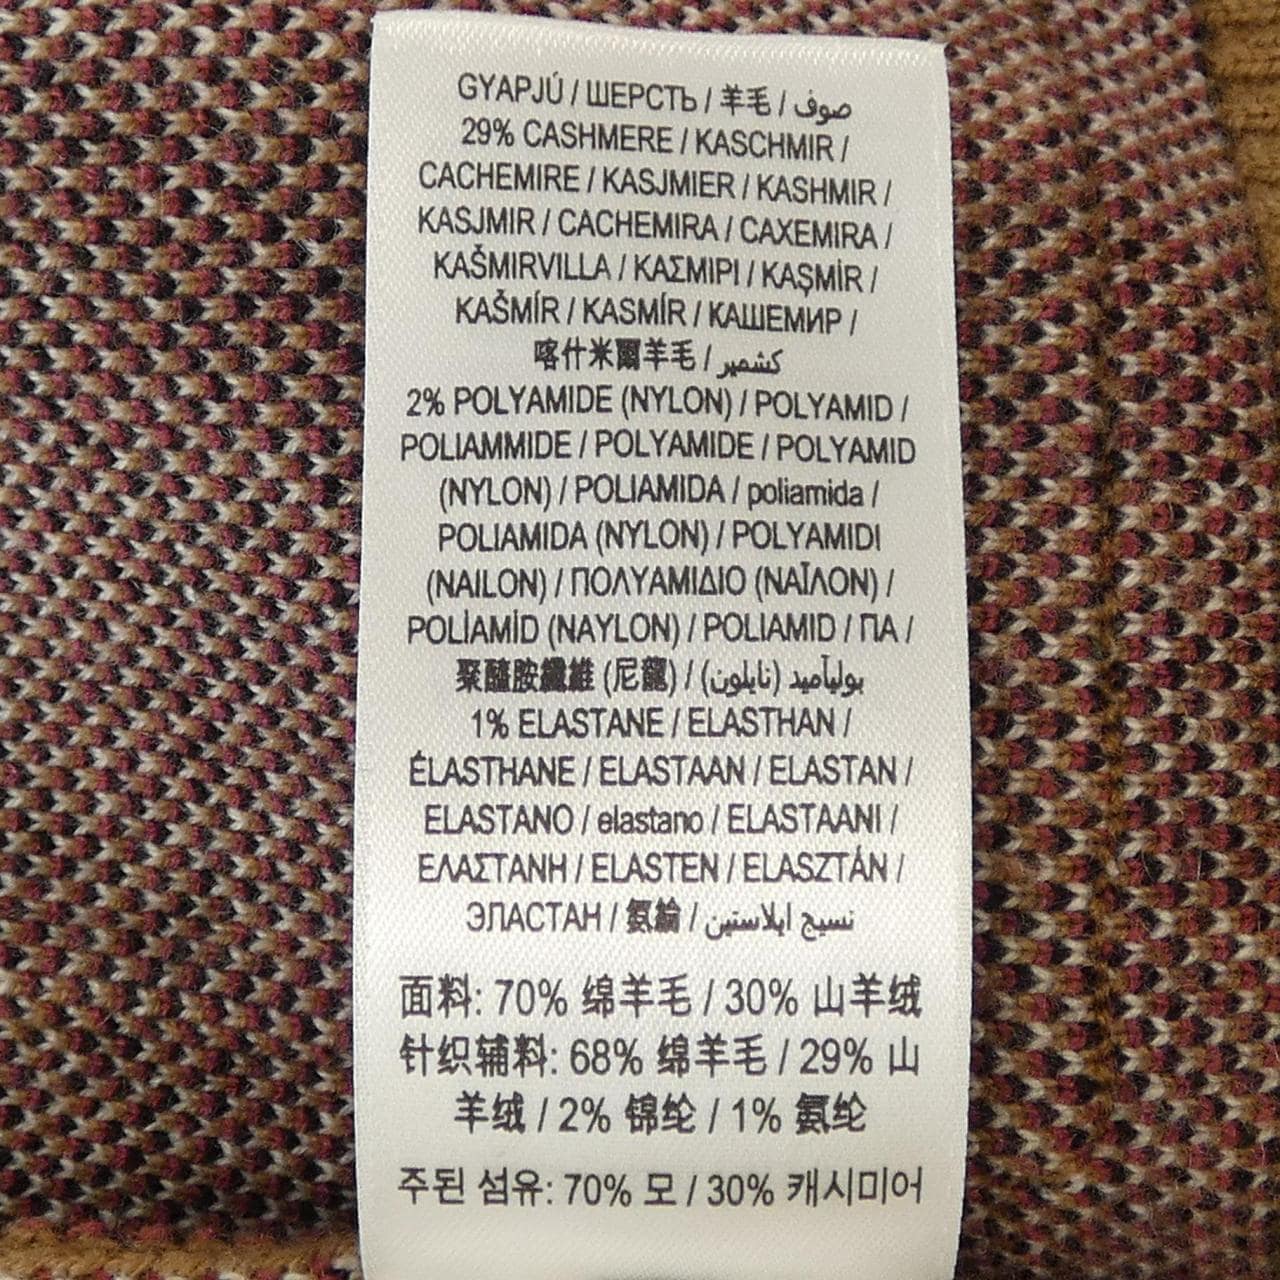 GYAPJÚ / ШЕРСТЬ / 羊毛 / صوف
29% CASHMERE / KASCHMIR /
CACHEMIRE / KASJMIER / KASHMIR /
KASJMIR / CACHEMIRA / CAXEMIRA /
KAŠMIRVILLA / ΚΑΣΜΙΡΙ / KAŞMİR /
KAŠMÍR / KASMÍR / КАШЕМИР /
喀什米爾羊毛 / كشمير
2% POLYAMIDE (NYLON) / POLYAMID /
POLIAMMIDE / POLYAMIDE / POLYAMID
(NYLON) / POLIAMIDA / poliamida /
POLIAMIDA (NYLON) / POLYAMIDI
(NAILON) / ΠΟΛΥΑΜΙΔΙΟ (ΝΑΪΛΟΝ) /
POLİAMİD (NAYLON) / POLIAMID / ПА /
聚醯胺纖維 (尼龍) / بوليآميد (نايلون)
1% ELASTANE / ELASTHAN /
ÉLASTHANE / ELASTAAN / ELASTAN /
ELASTANO / elastano / ELASTAANI /
ΕΛΑΣΤΑΝΗ / ELASTEN / ELASZTÁN /
ЭЛАСТАН / 氨綸 / نسيج ايلاستين
面料: 70% 绵羊毛 / 30% 山羊绒
针织辅料: 68% 绵羊毛 / 29% 山
羊绒 / 2% 锦纶 / 1% 氨纶
주된 섬유: 70% 모 / 30% 캐시미어